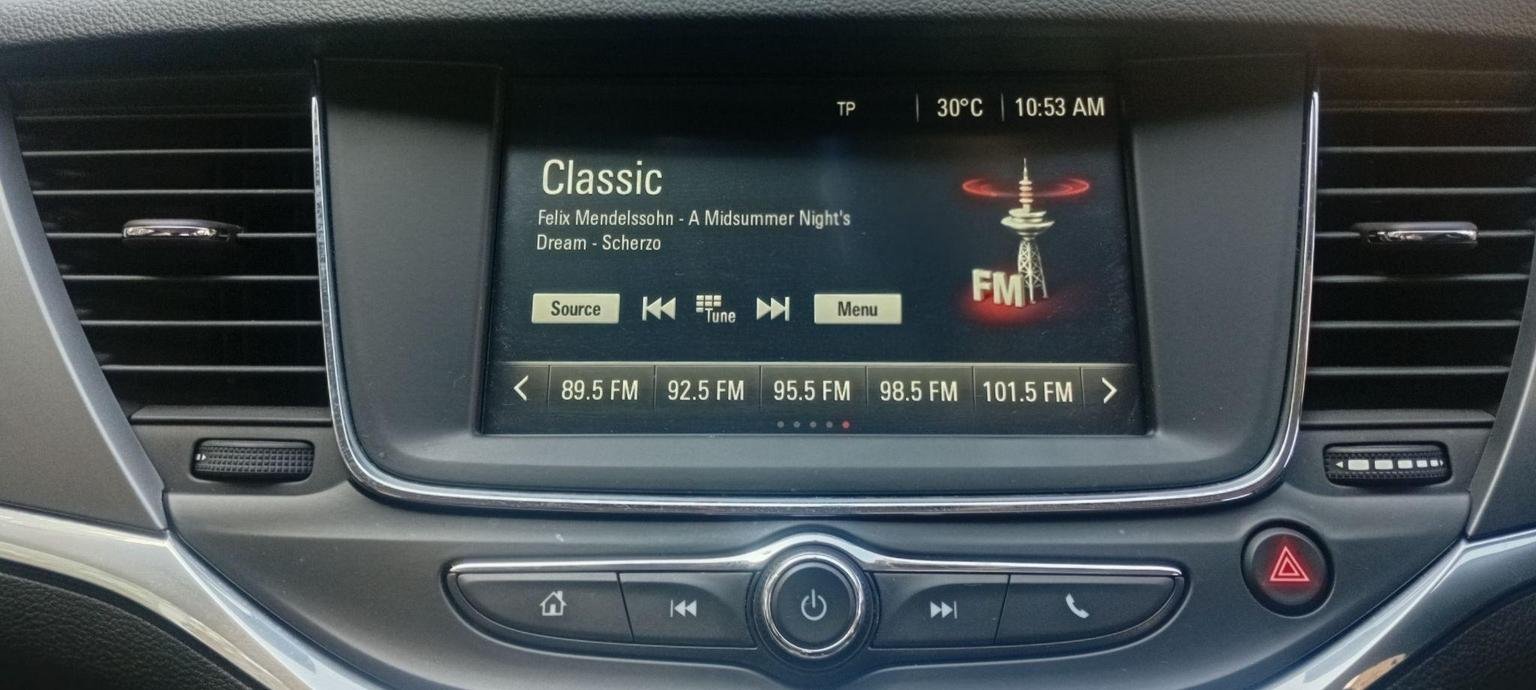 TP 30°C 10:53 AM
Classic
Felix Mendelssohn - A Midsummer Night's
Dream - Scherzo
FM
Source Tune Menu
89.5 FM 92.5 FM 95.5 FM 98.5 FM 101.5 FM